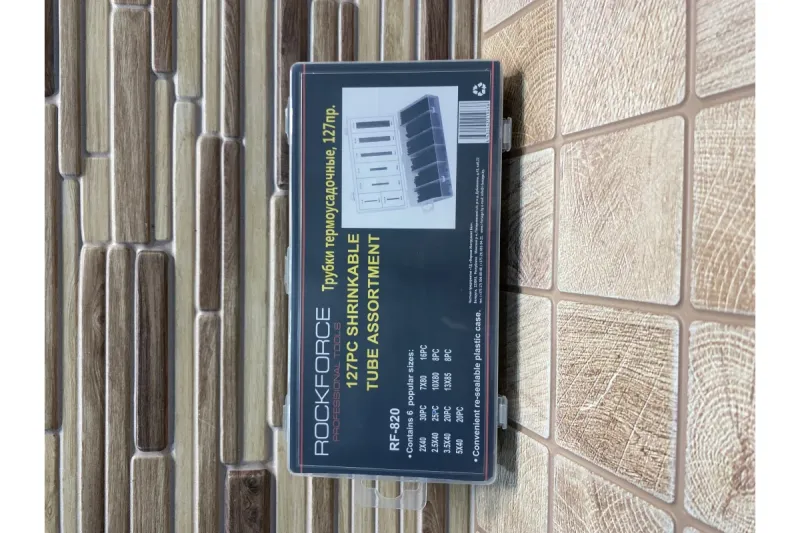 ROCKFORCE
PROFESSIONAL TOOLS
Трубки термоусадочные, 127пр.
127PC SHRINKABLE
TUBE ASSORTMENT
RF-820
• Contains 6 popular sizes:
2X40 30PC 7X80 16PC
2.5X40 25PC 10X80 8PC
3.5X40 20PC 13X85 8PC
5X40 20PC
• Convenient re-sealable plastic case.